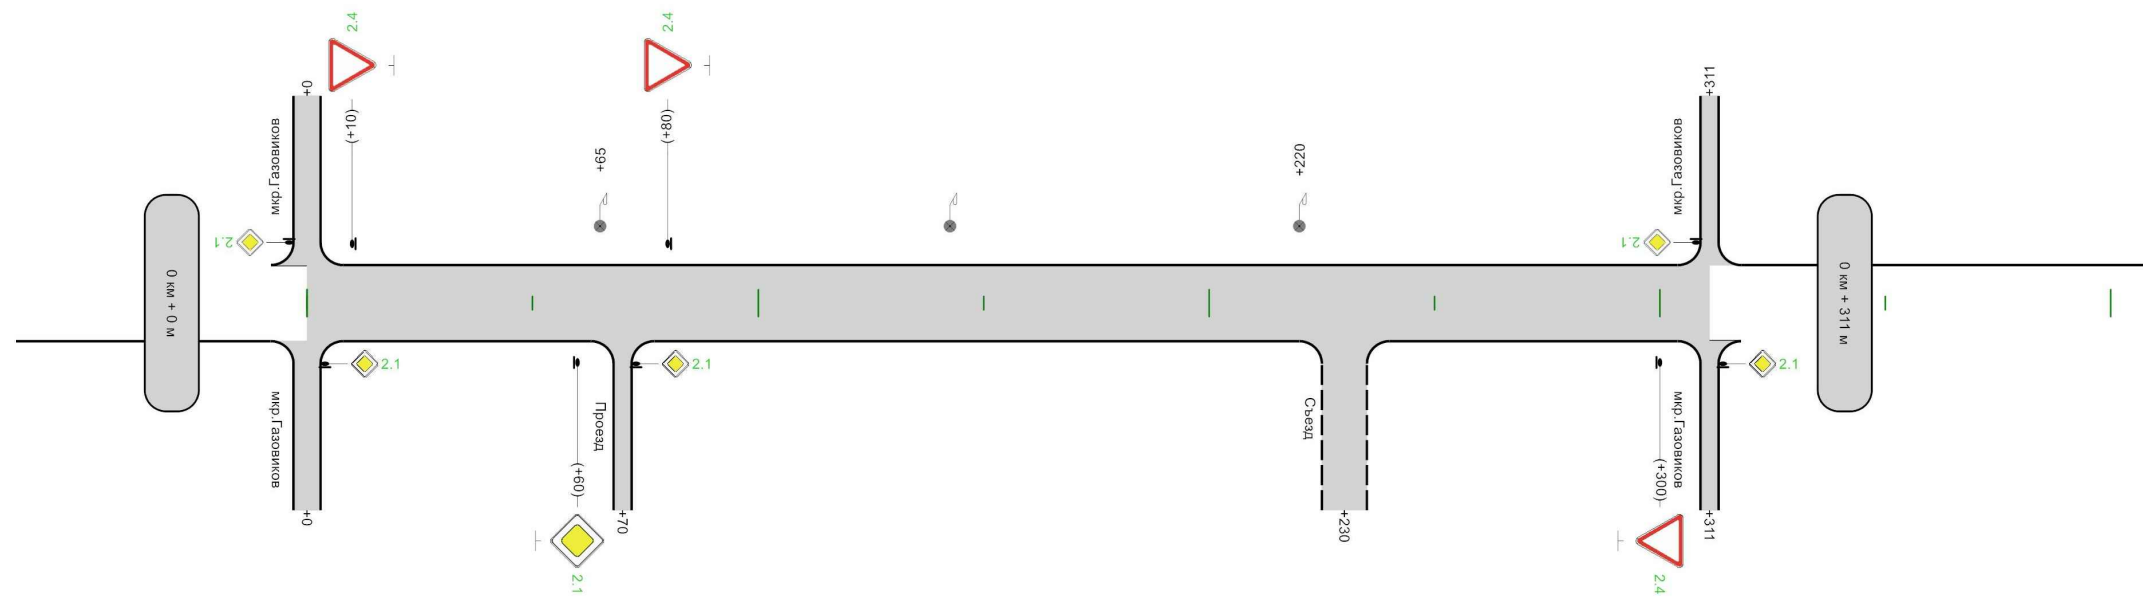 2.4
2.4
+0
(+10)
мкр.Газовиков
+65
(+80)
+220
+311
мкр.Газовиков
2.1
2.1
0 км + 0 м
0 км + 311 м
2.1
2.1
2.1
мкр.Газовиков
Проезд
(+60)
Съезд
мкр.Газовиков
(+300)
+0
+70
+230
+311
2.1
2.4